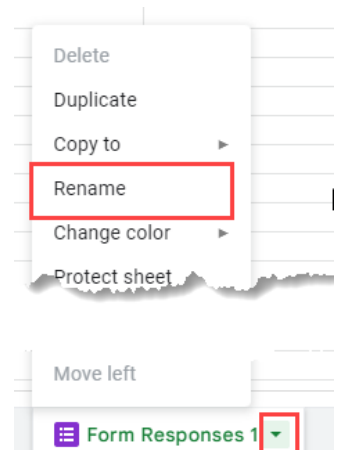 Delete
Duplicate
Copy to
Rename
Change color
Protect sheet
Move left
Form Responses 1